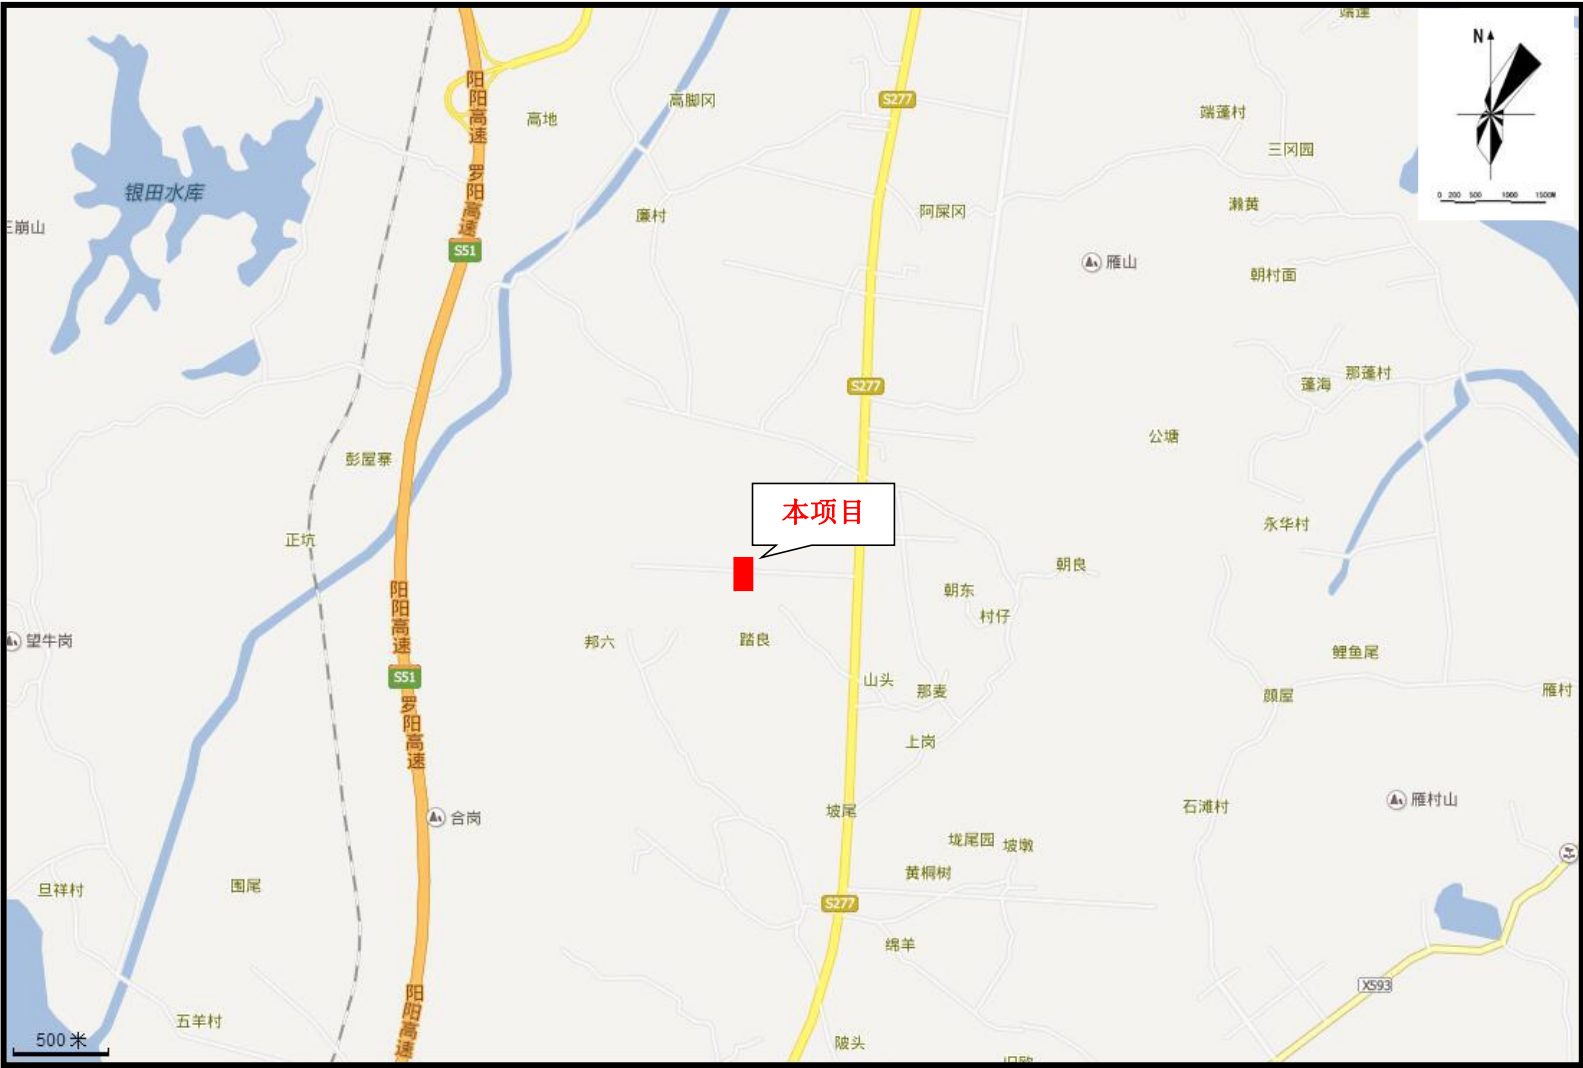 端逢
N
0 200 500 1000 1500M
阳阳高速
罗阳高速
高脚冈
高地
S277
端蓬村
三冈园
银田水库
廉村
阿屎冈
濑黄
S51
雁山
朝村面
S277
那蓬村
蓬海
公塘
彭屋寨
本项目
永华村
正坑
朝良
阳阳高速
朝东
村仔
望牛岗
邦六
踏良
鲤鱼尾
S51
山头
那麦
颜屋
雁村
罗阳高速
上岗
合岗
坡尾
石滩村
雁村山
垅尾园
坡墩
黄桐树
旦祥村
围尾
S277
绵羊
X593
阳阳高速
五羊村
500 米
陂头